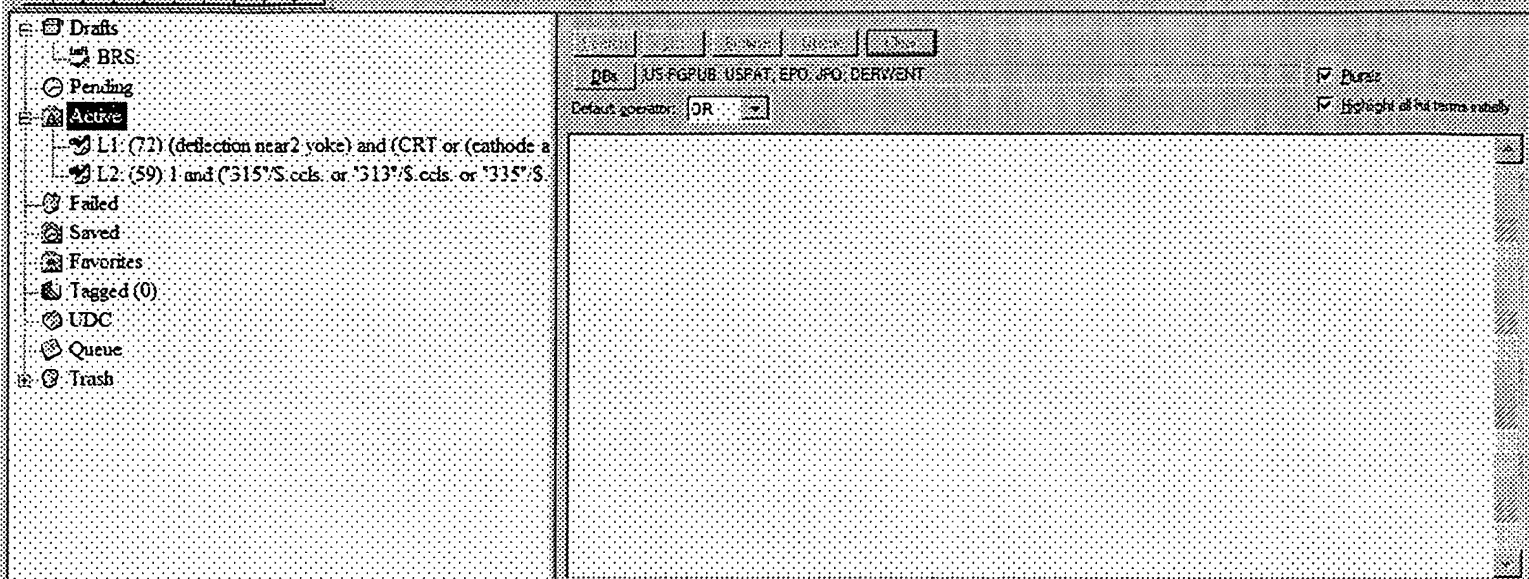 Drafts
BRS:
Pending
Active
L1: (72) (deflection near2 yoke) and (CRT or (cathode a
L2: (59) 1 and ("315"/$.ccls. or "313"/$.ccls. or "335"/$.
Failed
Saved
Favorites
Tagged (0)
UDC
Queue
Trash
DBs US-PGPUB; USPAT; EPO; JPO; DERWENT
Plurals
Default operator: OR
Highlight all hit terms initially